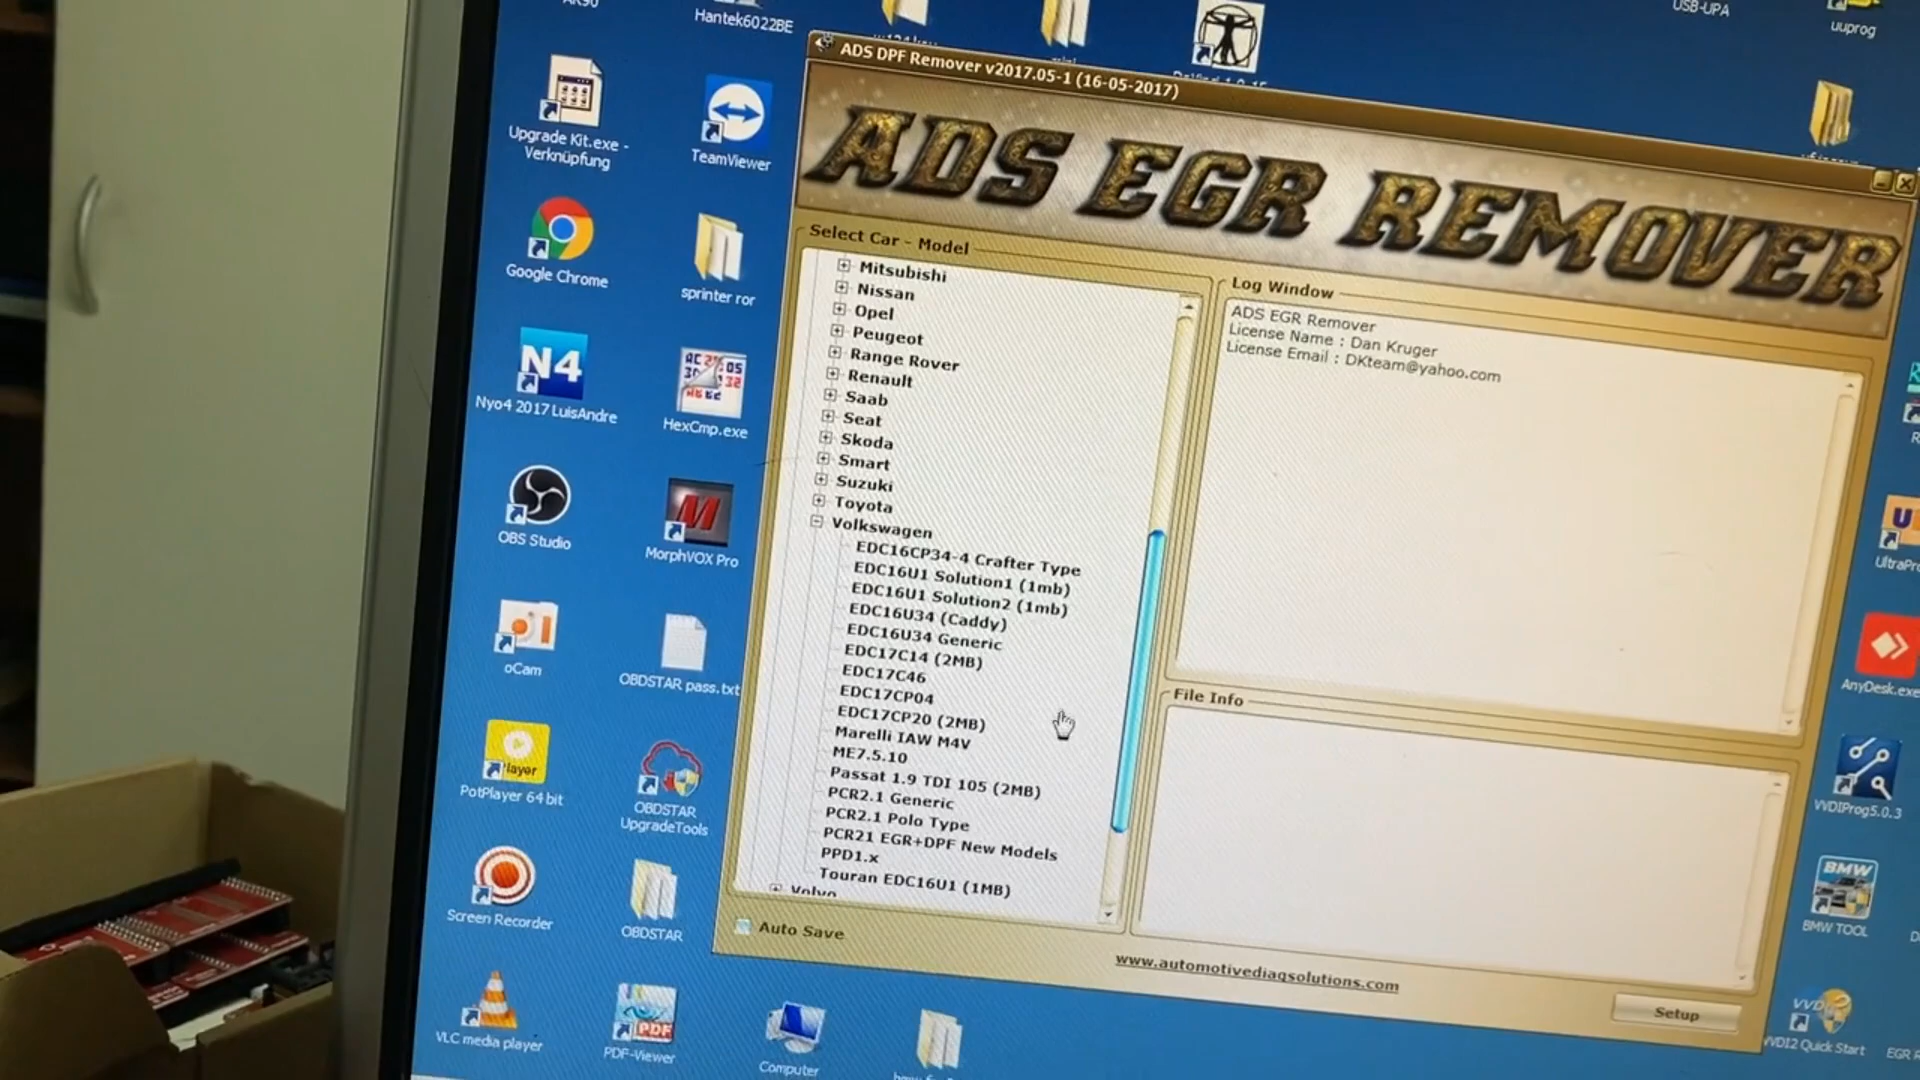 Hantek6022BE
USB-UPA
uuprog
Upgrade Kit.exe -
Verknüpfung
TeamViewer
Google Chrome
sprinter ror
N4
Nyo4 2017 LuisAndre
HexCmp.exe
OBS Studio
M
MorphVOX Pro
oCam
OBDSTAR pass.txt
layer
PotPlayer 64 bit
OBDSTAR
UpgradeTools
Screen Recorder
OBDSTAR
VLC media player
PDF
PDF-Viewer
Computer
ADS DPF Remover v2017.05-1 (16-05-2017)
ADS EGR REMOVER
Select Car - Model
Mitsubishi
Nissan
Opel
Peugeot
Range Rover
Renault
Saab
Seat
Skoda
Smart
Suzuki
Toyota
Volkswagen
EDC16CP34-4 Crafter Type
EDC16U1 Solution1 (1mb)
EDC16U1 Solution2 (1mb)
EDC16U34 (Caddy)
EDC16U34 Generic
EDC17C14 (2MB)
EDC17C46
EDC17CP04
EDC17CP20 (2MB)
Marelli IAW M4V
ME7.5.10
Passat 1.9 TDI 105 (2MB)
PCR2.1 Generic
PCR2.1 Polo Type
PCR21 EGR+DPF New Models
PPD1.x
Touran EDC16U1 (1MB)
Volvo
Auto Save
Log Window
ADS EGR Remover
License Name : Dan Kruger
License Email : DKteam@yahoo.com
File Info
www.automotivediagsolutions.com
Setup
UltraPro
AnyDesk.exe
VVDIProg5.0.3
BMW
BMW TOOL
VVDI2 Quick Start